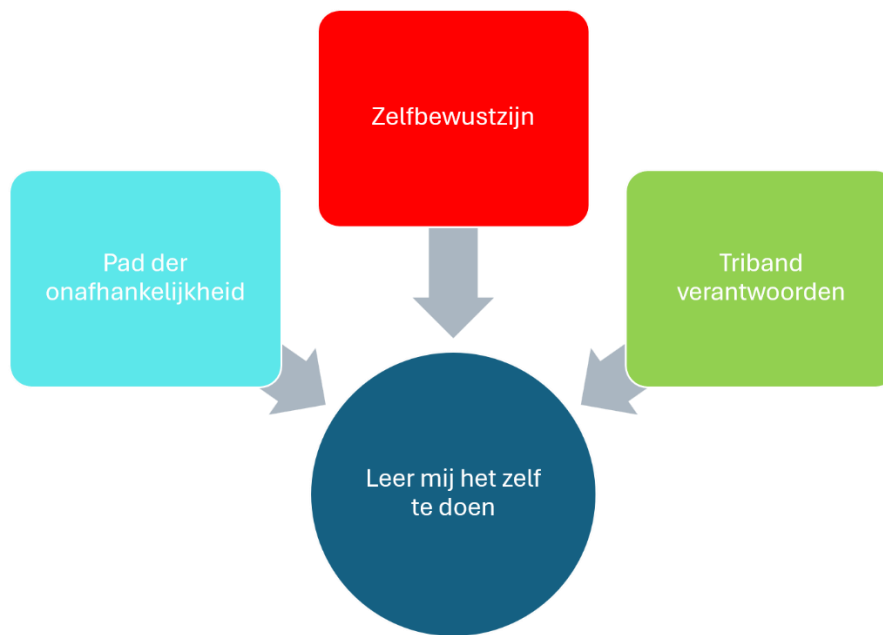 Zelfbewustzijn
Pad der
onafhankelijkheid
Triband
verantwoorden
Leer mij het zelf
te doen